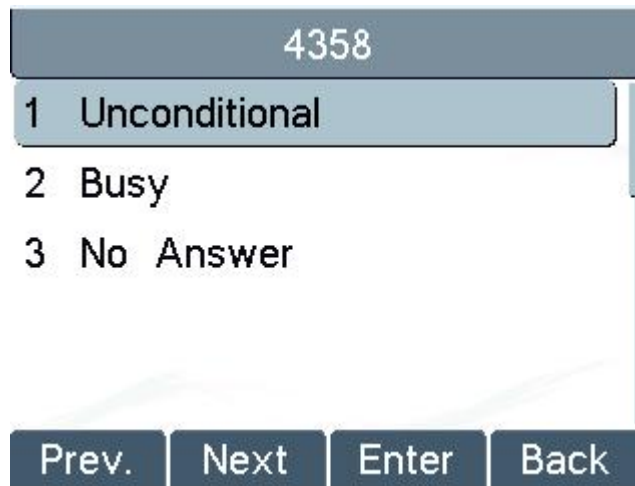 4358
1 Unconditional
2 Busy
3 No Answer
Prev. Next Enter Back